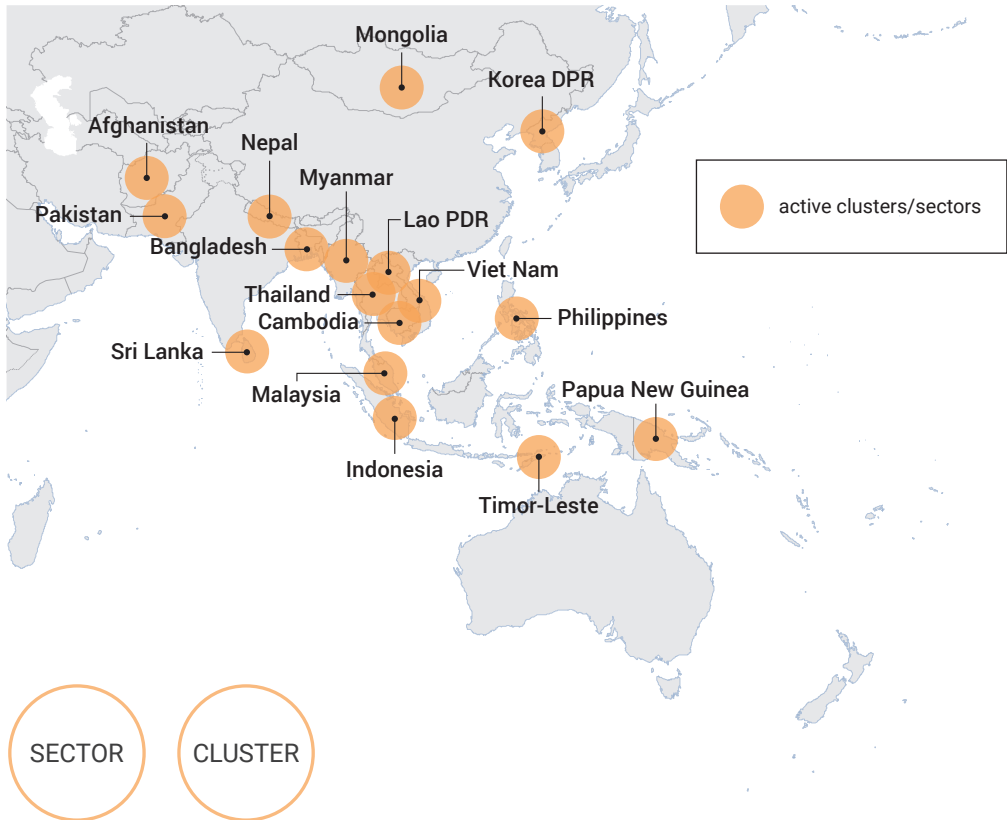 Mongolia
Korea DPR
Afghanistan
Nepal
Myanmar
active clusters/sectors
Pakistan
Lao PDR
Bangladesh
Viet Nam
Thailand
Cambodia
Philippines
Sri Lanka
Malaysia
Papua New Guinea
Indonesia
Timor-Leste
SECTOR
CLUSTER